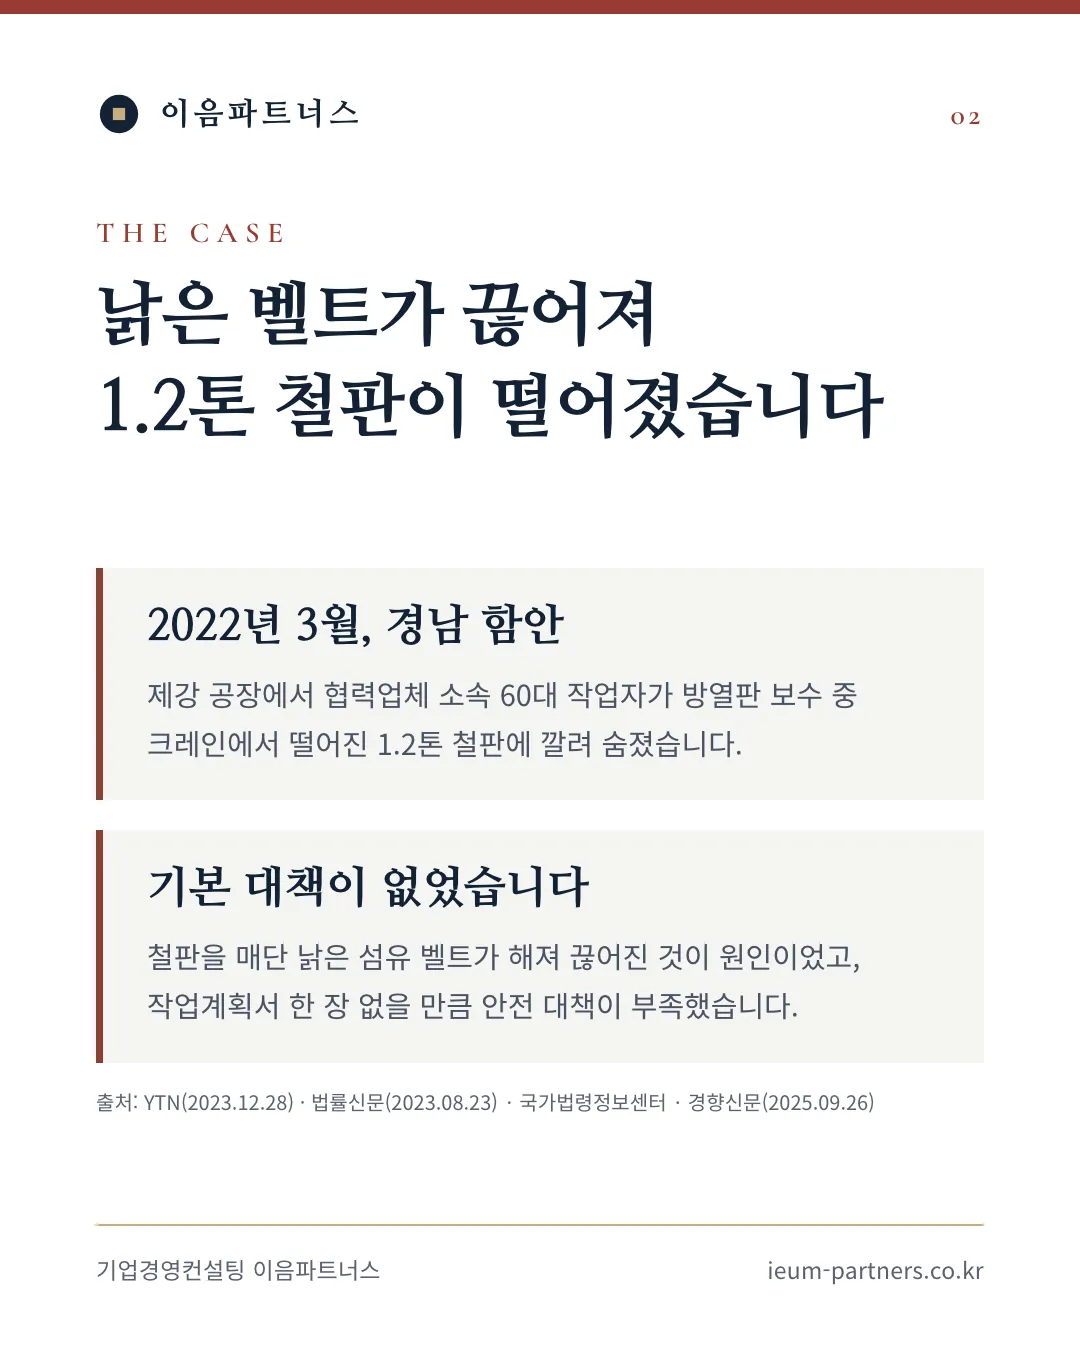 이음파트너스
02
THE CASE
낡은 벨트가 끊어져
1.2톤 철판이 떨어졌습니다
2022년 3월, 경남 함안
제강 공장에서 협력업체 소속 60대 작업자가 방열판 보수 중
크레인에서 떨어진 1.2톤 철판에 깔려 숨졌습니다.
기본 대책이 없었습니다
철판을 매단 낡은 섬유 벨트가 해져 끊어진 것이 원인이었고,
작업계획서 한 장 없을 만큼 안전 대책이 부족했습니다.
출처: YTN(2023.12.28) · 법률신문(2023.08.23) · 국가법령정보센터 · 경향신문(2025.09.26)
기업경영컨설팅 이음파트너스
ieum-partners.co.kr